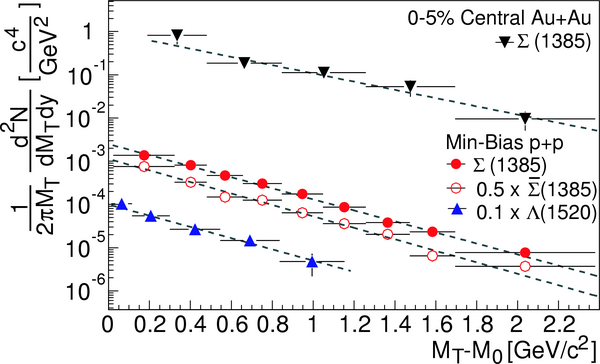 0-5% Central Au+Au
Σ (1385)
Min-Bias p+p
Σ (1385)
0.5 x Σ̅(1385)
0.1 x Λ(1520)
1/2πM_T d²N/dM_Tdy [c⁴/GeV²]
1
10⁻¹
10⁻²
10⁻³
10⁻⁴
10⁻⁵
10⁻⁶
0 0.2 0.4 0.6 0.8 1 1.2 1.4 1.6 1.8 2 2.2
M_T-M_0 [GeV/c²]